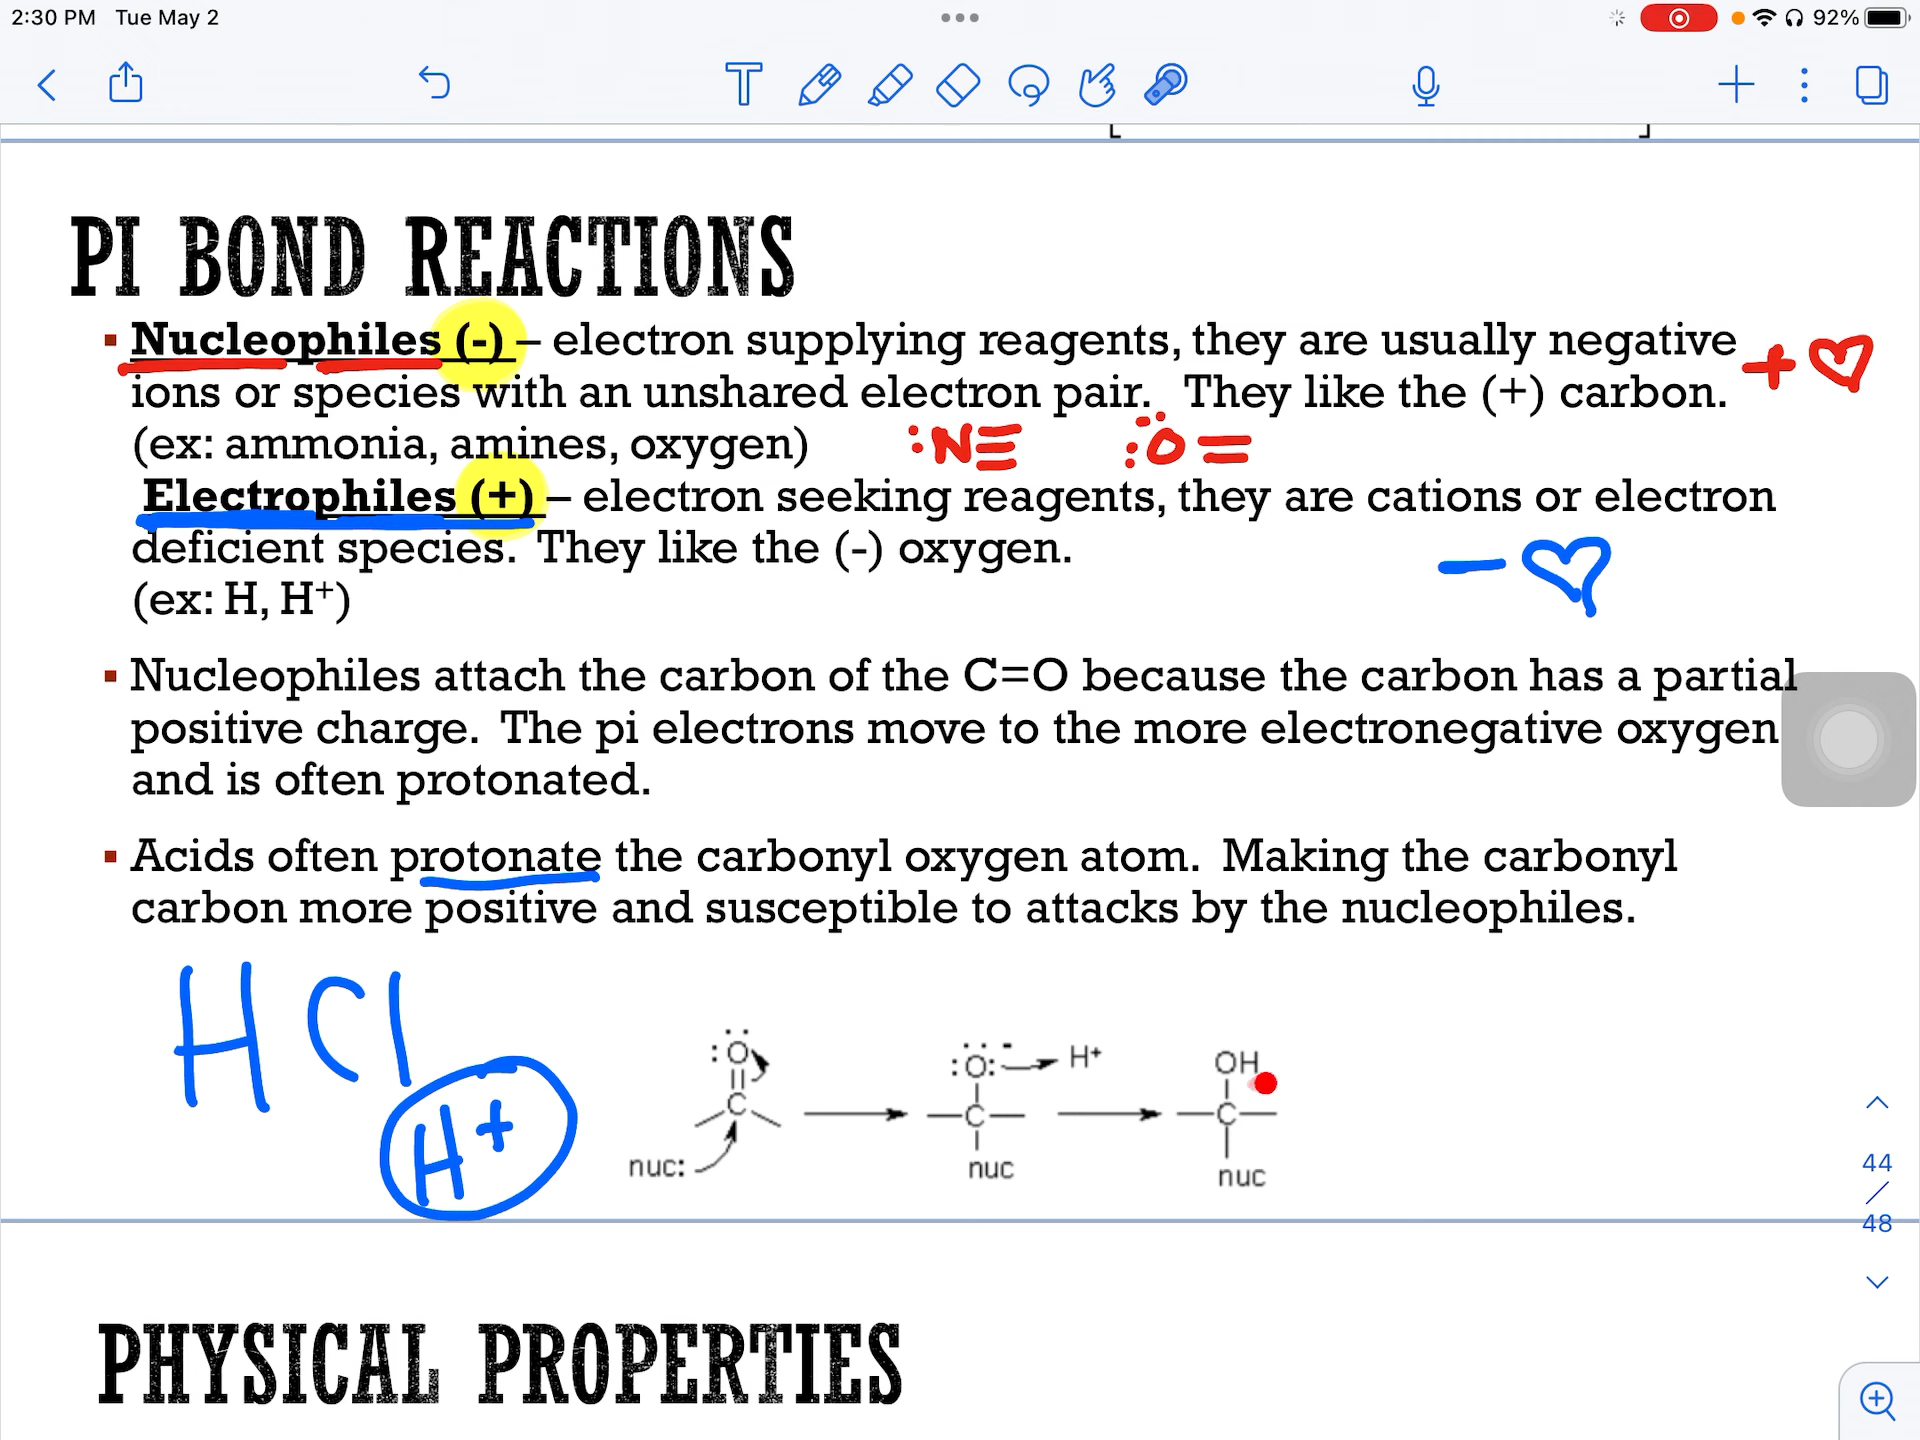 2:30 PM Tue May 2
92%
PI BOND REACTIONS
▪ Nucleophiles (-) – electron supplying reagents, they are usually negative
+ ♡
ions or species with an unshared electron pair. They like the (+) carbon.
(ex: ammonia, amines, oxygen)
:N≡ :Ö=
Electrophiles (+) – electron seeking reagents, they are cations or electron
deficient species. They like the (-) oxygen.
– ♡
(ex: H, H⁺)
▪ Nucleophiles attach the carbon of the C=O because the carbon has a partial
positive charge. The pi electrons move to the more electronegative oxygen
and is often protonated.
▪ Acids often protonate the carbonyl oxygen atom. Making the carbonyl
carbon more positive and susceptible to attacks by the nucleophiles.
HCl
H+
:O
C
nuc:
:O: - H⁺
C
nuc
OH
C
nuc
44
/
48
PHYSICAL PROPERTIES